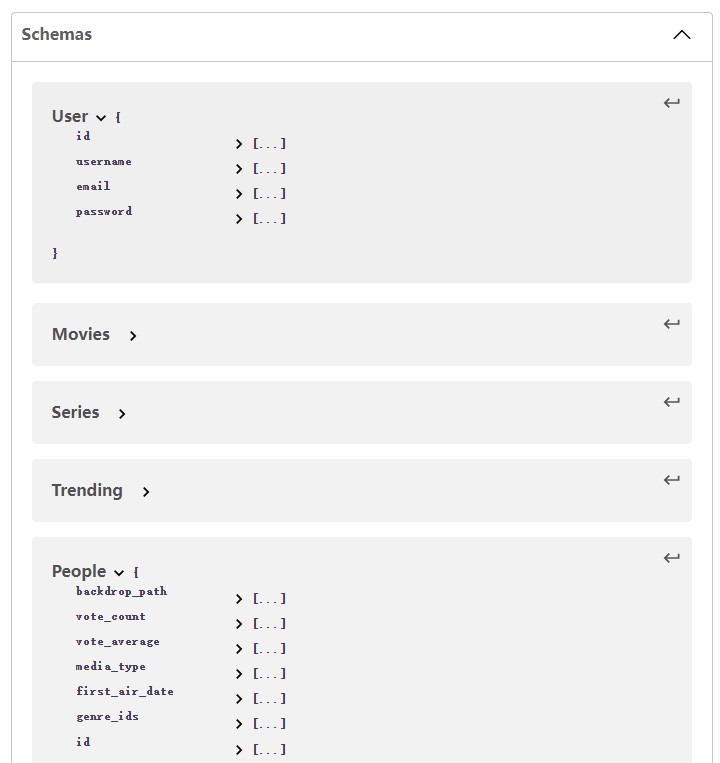 Schemas
User {
id [...]
username [...]
email [...]
password [...]
}
Movies
Series
Trending
People {
backdrop_path [...]
vote_count [...]
vote_average [...]
media_type [...]
first_air_date [...]
genre_ids [...]
id [...]